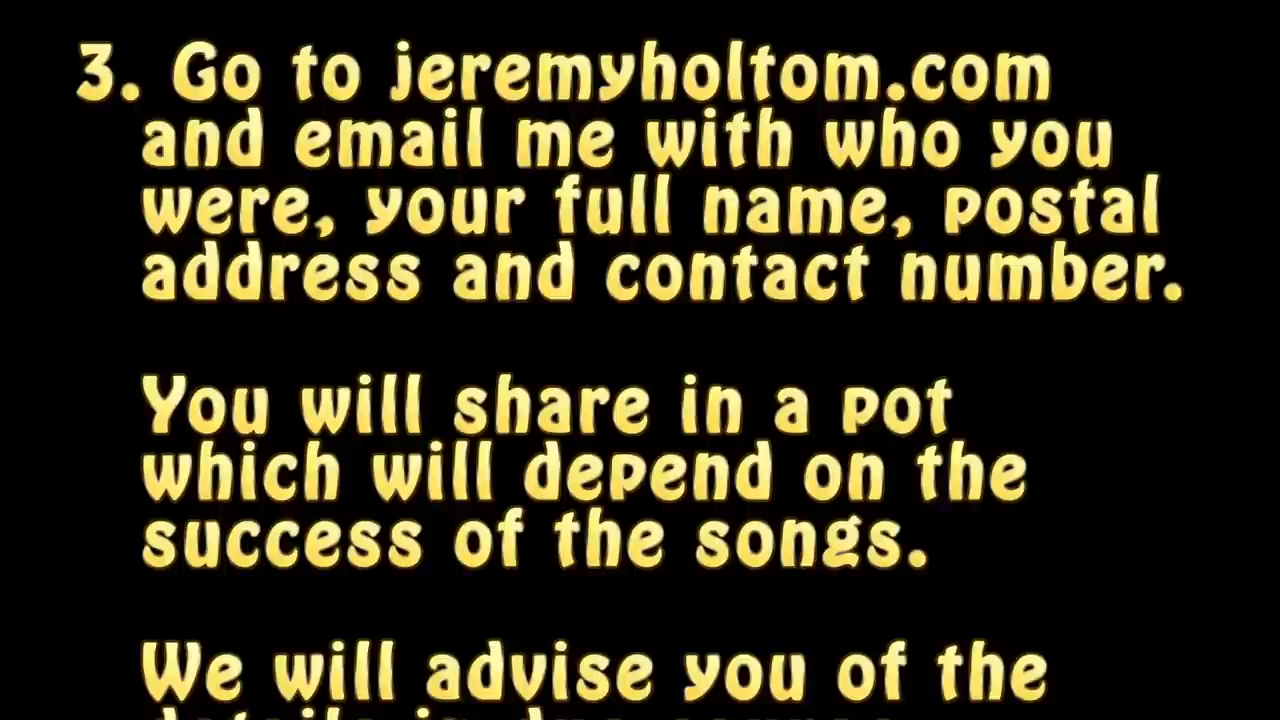 3. Go to jeremyholtom.com
and email me with who you
were, your full name, postal
address and contact number.
You will share in a pot
which will depend on the
success of the songs.
We will advise you of the